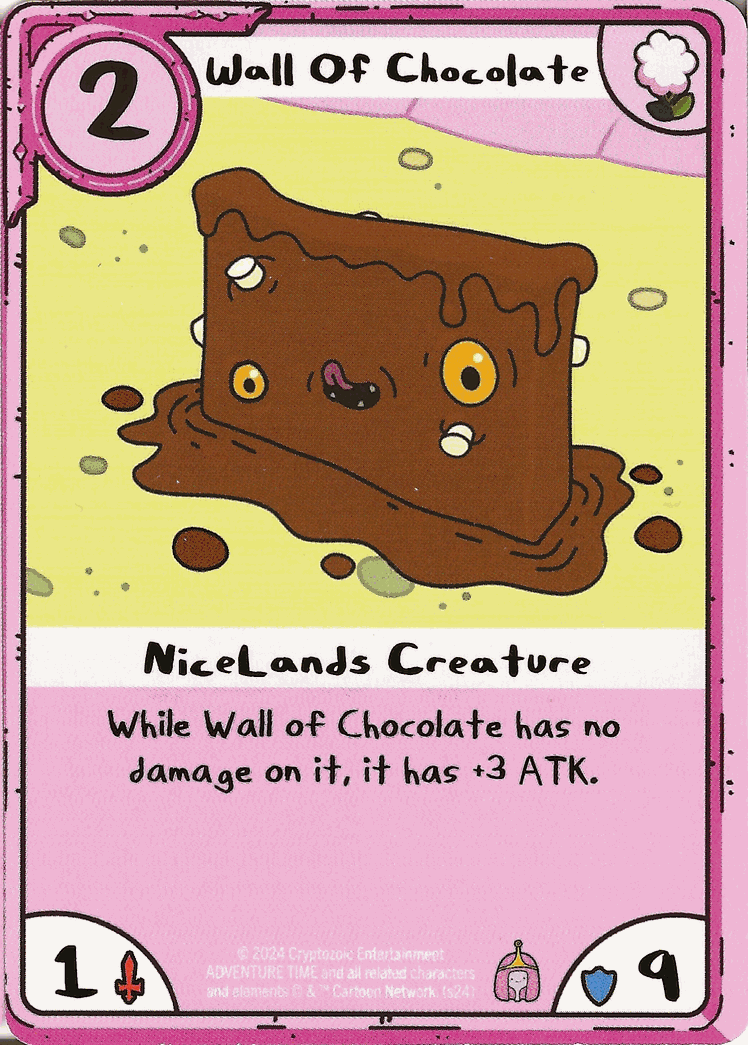 2
Wall Of Chocolate
NiceLands Creature
While Wall of Chocolate has no
damage on it, it has +3 ATK.
1
© 2024 Cryptozoic Entertainment
ADVENTURE TIME and all related characters
and elements © & ™ Cartoon Network. (s24)
9